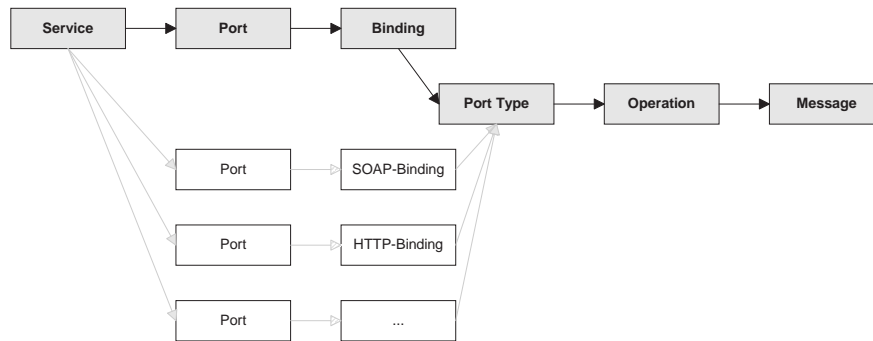 Service
Port
Binding
Port Type
Operation
Message
Port
SOAP-Binding
Port
HTTP-Binding
Port
...